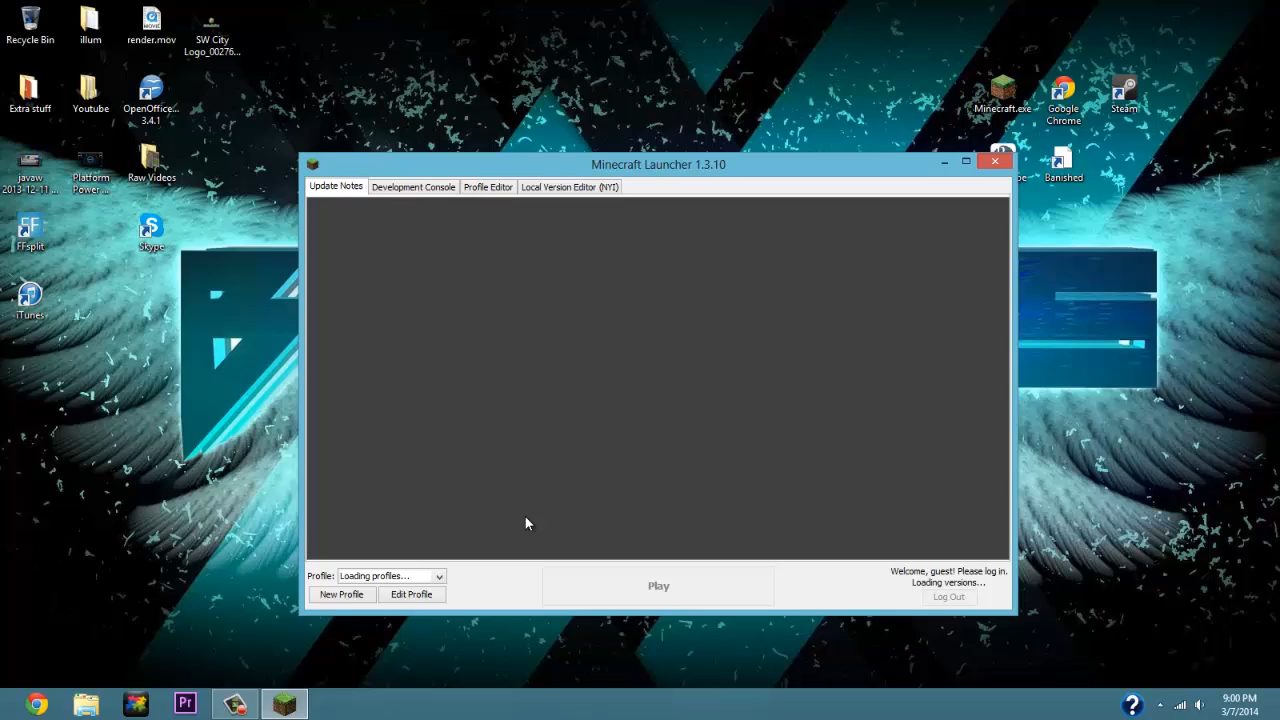 Recycle Bin
illum
render.mov
SW City
Logo_00276...
Extra stuff
Youtube
OpenOffice...
3.4.1
Minecraft.exe
Google
Chrome
Steam
javaw
2013-12-11 ...
Platform
Power ...
Raw Videos
Banished
FFsplit
Skype
iTunes
Minecraft Launcher 1.3.10
Update Notes
Development Console
Profile Editor
Local Version Editor (NYI)
Profile:
Loading profiles...
New Profile
Edit Profile
Play
Welcome, guest! Please log in.
Loading versions...
Log Out
Pr
9:00 PM
3/7/2014